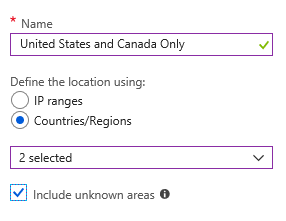 * Name
United States and Canada Only
Define the location using:
IP ranges
Countries/Regions
2 selected
Include unknown areas